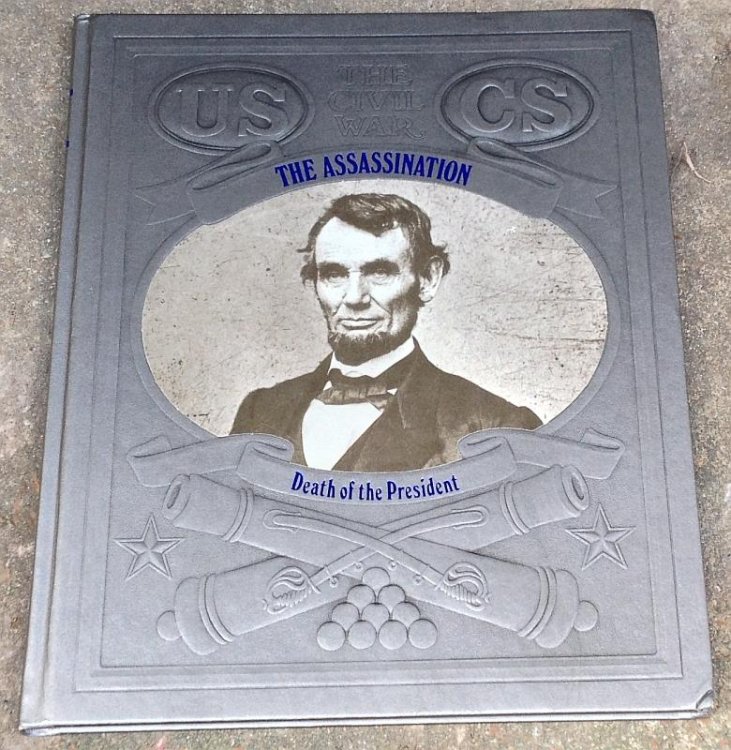 US
THE
CIVIL
WAR
CS
THE ASSASSINATION
Death of the President